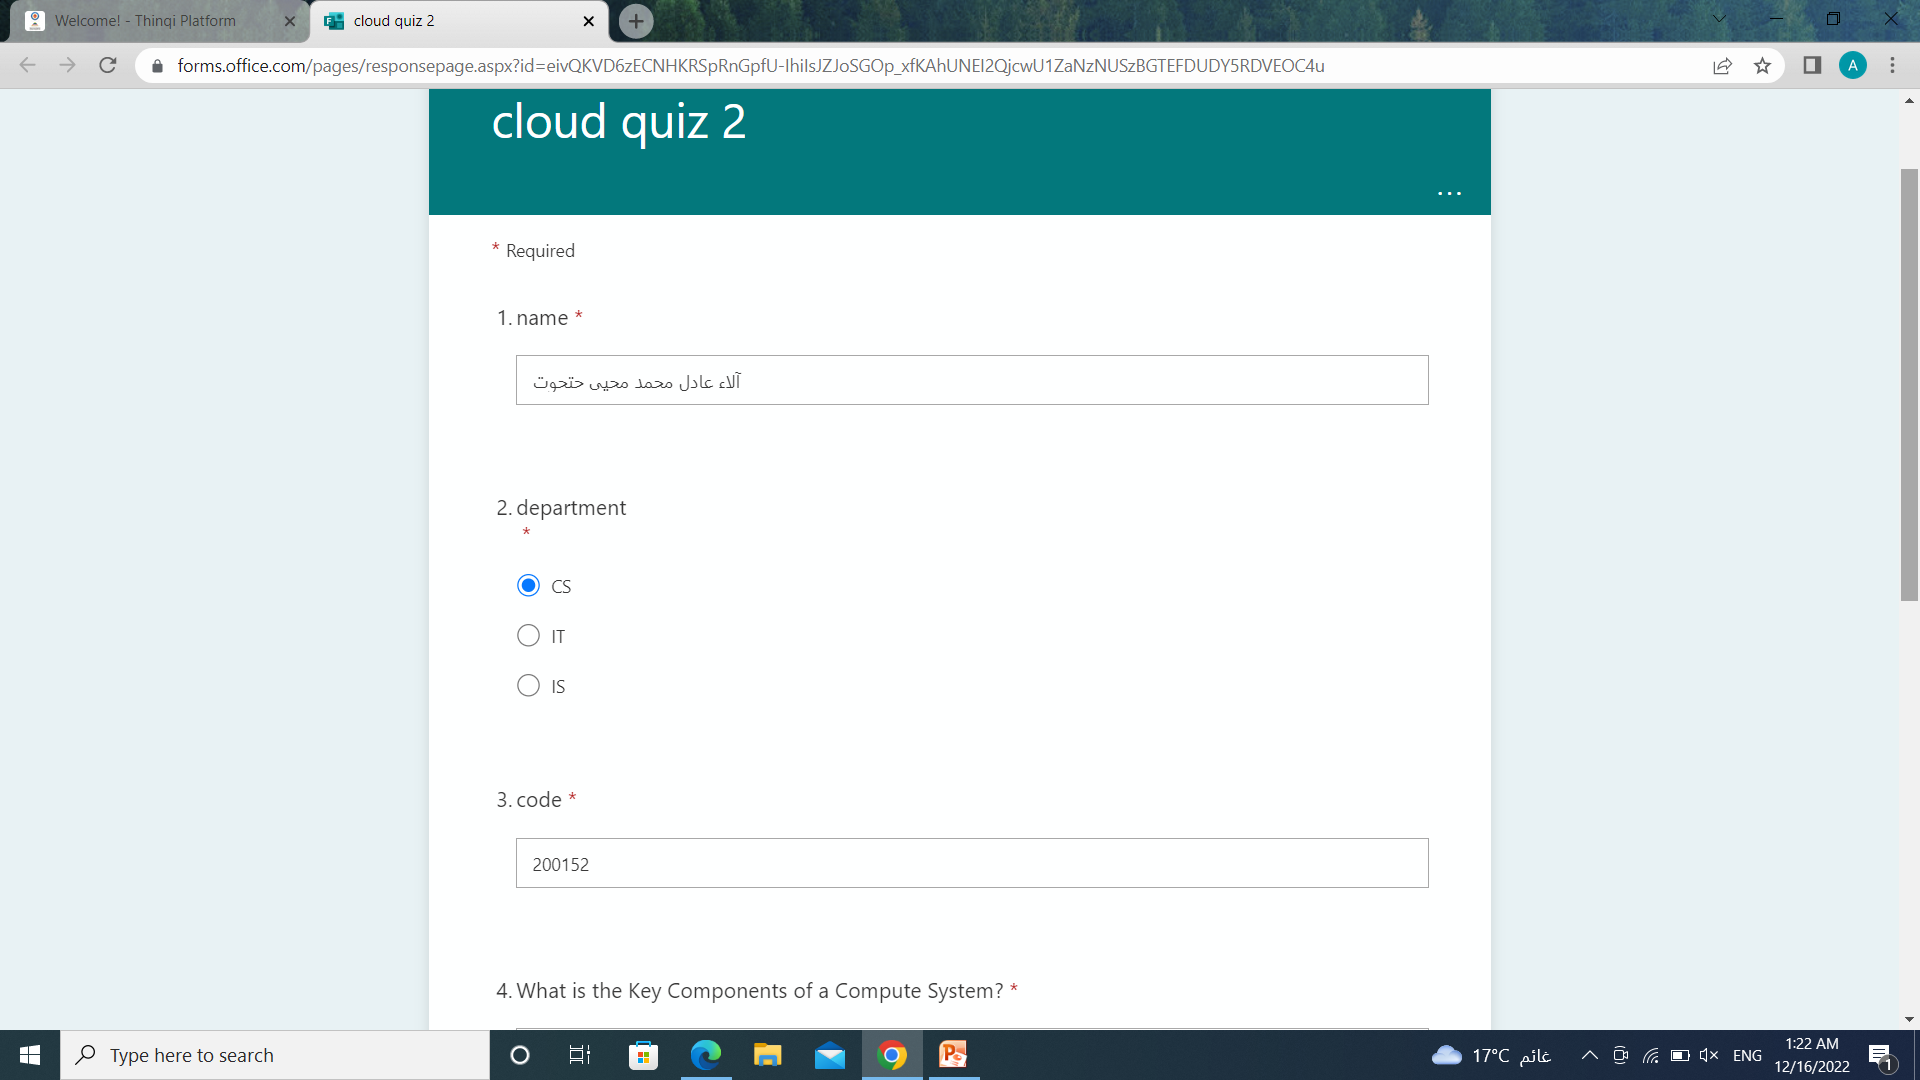 Welcome! - Thinqi Platform
cloud quiz 2
forms.office.com/pages/responsepage.aspx?id=eivQKVD6zECNHKRSpRnGpfU-IhiIsJZJoSGOp_xfKAhUNEI2QjcwU1ZaNzNUSzBGTEFDUDY5RDVEOC4u
A
cloud quiz 2
...
* Required
1. name *
آلاء عادل محمد محيى حتحوت
2. department
*
CS
IT
IS
3. code *
200152
4. What is the Key Components of a Compute System? *
Type here to search
17°C غائم
ENG
1:22 AM
12/16/2022
1